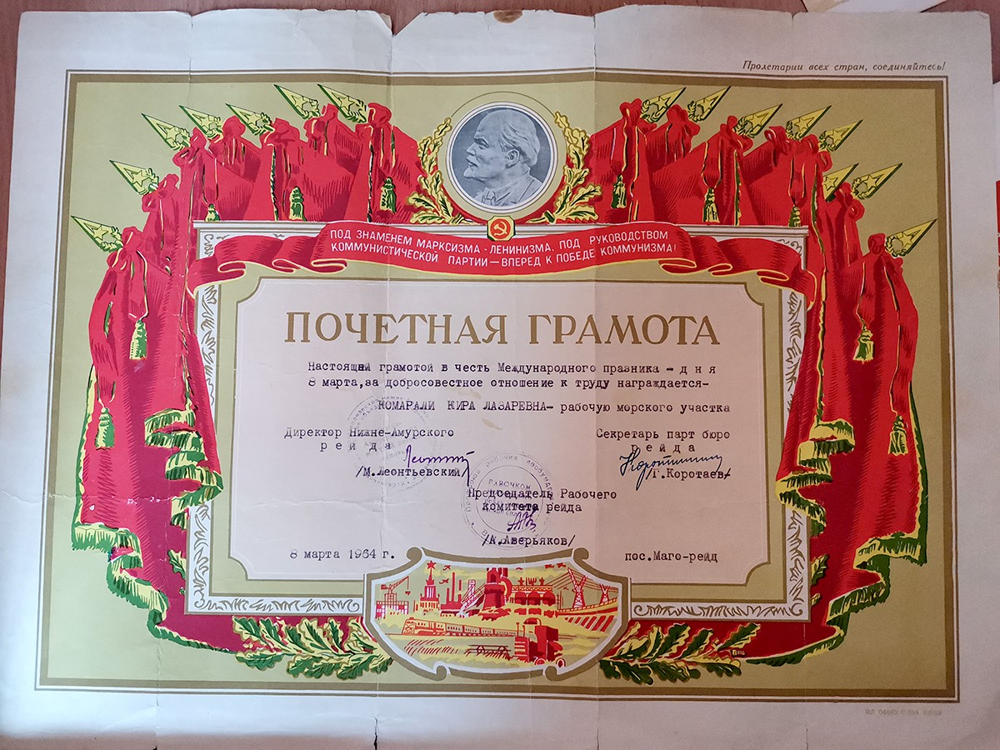 Пролетарии всех стран, соединяйтесь!
ПОД ЗНАМЕНЕМ МАРКСИЗМА - ЛЕНИНИЗМА, ПОД РУКОВОДСТВОМ
КОММУНИСТИЧЕСКОЙ ПАРТИИ — ВПЕРЕД К ПОБЕДЕ КОММУНИЗМА!
ПОЧЕТНАЯ ГРАМОТА
Настоящей грамотой в честь Международного празника - д н я
8 марта, за добросовестное отношение к труду награждается-
КОМАРАЛИ КИРА ЛАЗАРЕВНА- рабочую морского участка
Директор Нижне-Амурского
р е й д а
/М.Леонтьевский/
Секретарь парт бюро
р е й д а
/Г.Коротаев/
РАБОЧКОМ
Председатель Рабочего
комитета рейда
/А.Аверьяков/
8 марта 1964 г.
пос.Маго-рейд